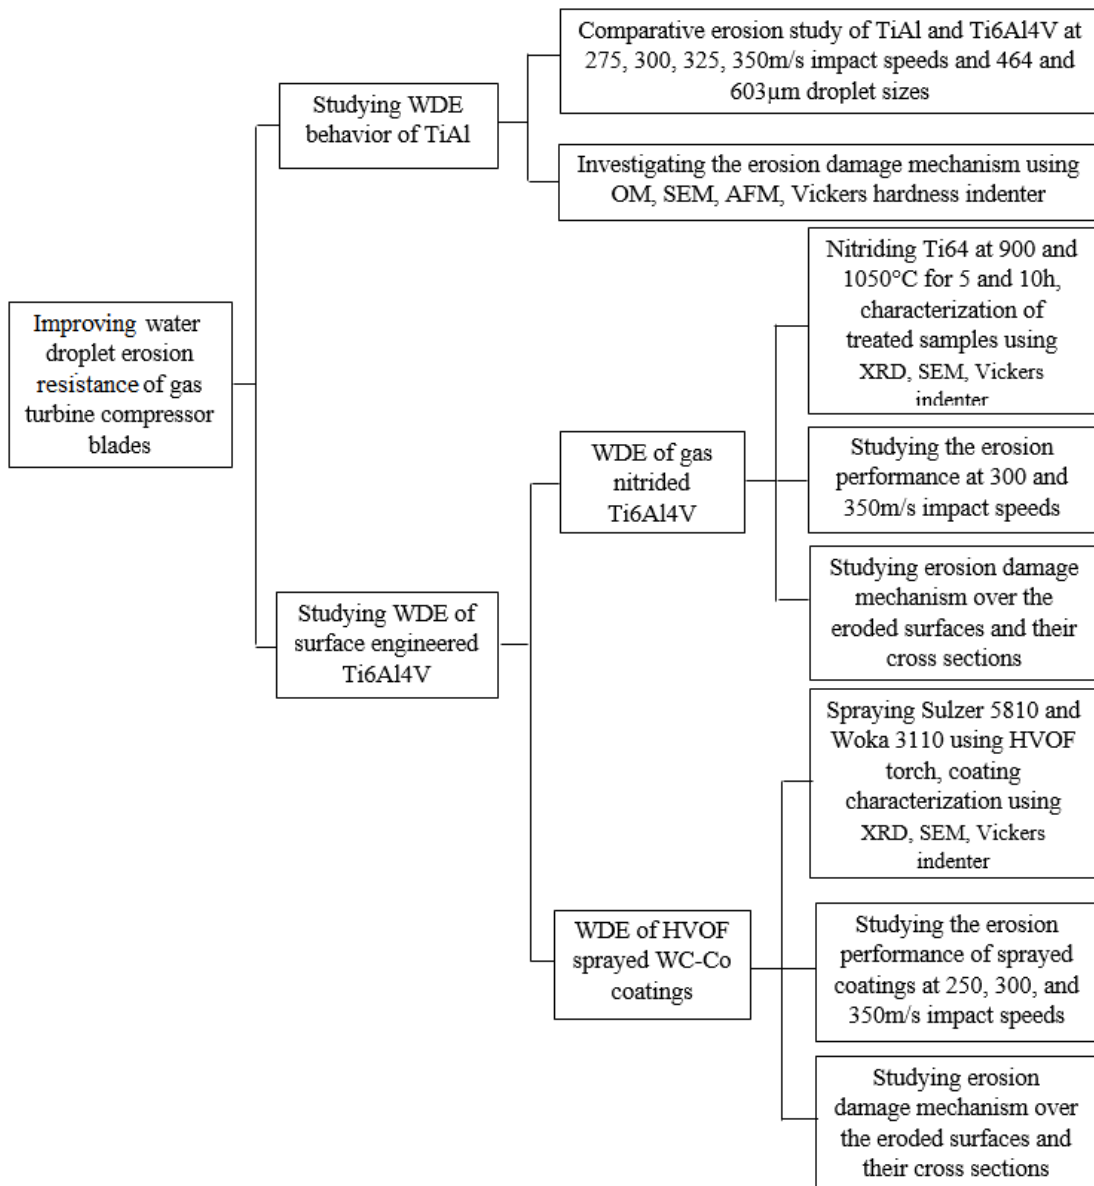 Improving water
droplet erosion
resistance of gas
turbine compressor
blades
Studying WDE
behavior of TiAl
Comparative erosion study of TiAl and Ti6Al4V at
275, 300, 325, 350m/s impact speeds and 464 and
603µm droplet sizes
Investigating the erosion damage mechanism using
OM, SEM, AFM, Vickers hardness indenter
Studying WDE of
surface engineered
Ti6Al4V
WDE of gas
nitrided
Ti6Al4V
Nitriding Ti64 at 900 and
1050°C for 5 and 10h,
characterization of
treated samples using
XRD, SEM, Vickers
indenter
Studying the erosion
performance at 300 and
350m/s impact speeds
Studying erosion damage
mechanism over the
eroded surfaces and their
cross sections
WDE of HVOF
sprayed WC-Co
coatings
Spraying Sulzer 5810 and
Woka 3110 using HVOF
torch, coating
characterization using
XRD, SEM, Vickers
indenter
Studying the erosion
performance of sprayed
coatings at 250, 300, and
350m/s impact speeds
Studying erosion
damage mechanism over
the eroded surfaces and
their cross sections